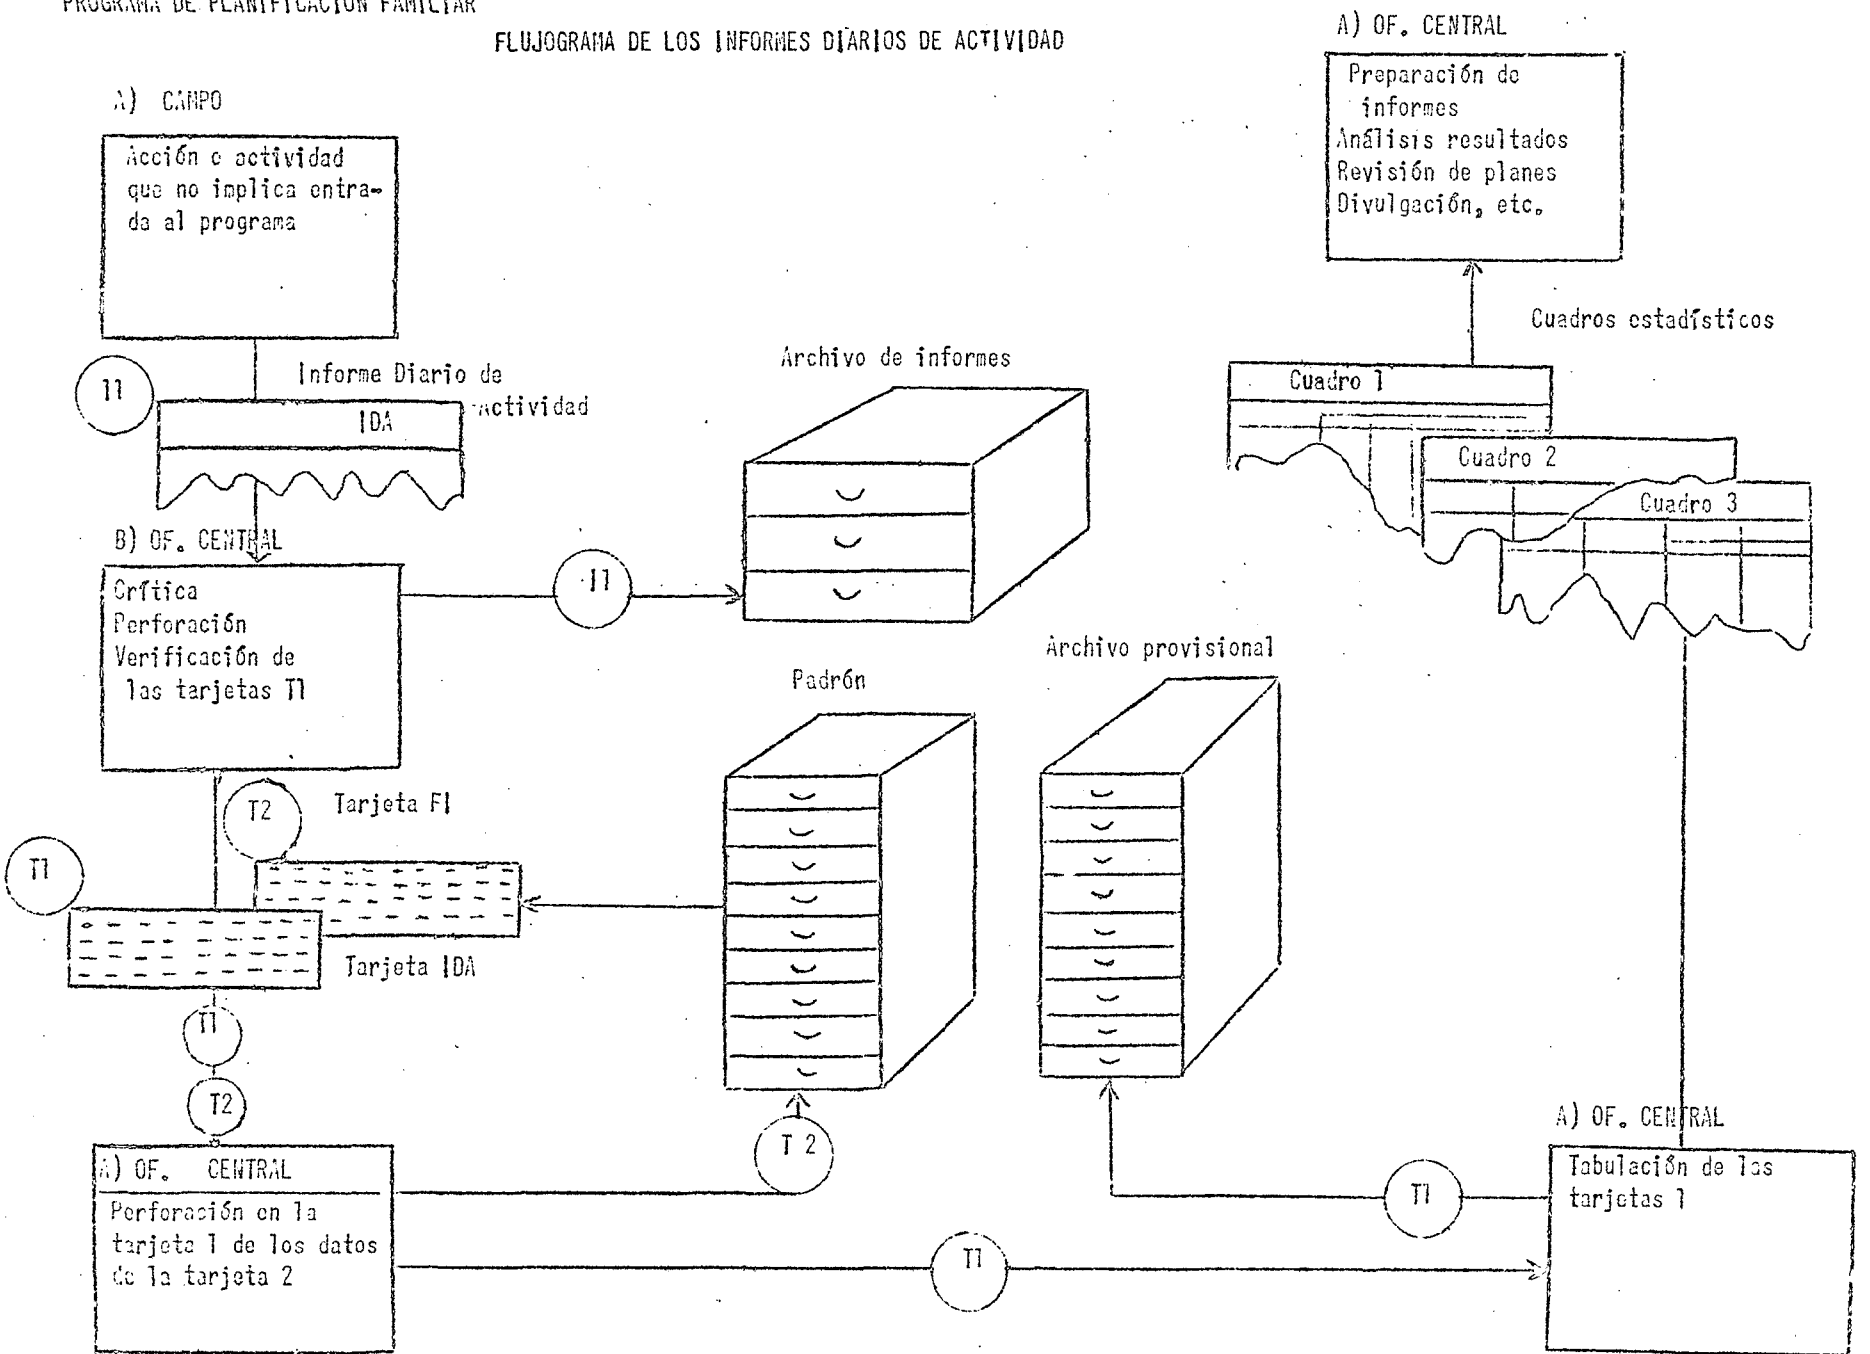 PROGRAMA DE PLANIFICACIÓN FAMILIAR
FLUJOGRAMA DE LOS INFORMES DIARIOS DE ACTIVIDAD
A) CAMPO
Acción o actividad
que no implica entra-
da al programa
I1
Informe Diario de
Actividad
IDA
B) OF. CENTRAL
Crítica
Perforación
Verificación de
las tarjetas T1
I1
Archivo de informes
T2
Tarjeta FI
T1
Tarjeta IDA
T1
T2
A) OF. CENTRAL
Perforación en la
tarjeta 1 de los datos
de la tarjeta 2
Padrón
T 2
Archivo provisional
T1
T1
A) OF. CENTRAL
Tabulación de las
tarjetas 1
Cuadros estadísticos
Cuadro 1
Cuadro 2
Cuadro 3
A) OF. CENTRAL
Preparación de
informes
Análisis resultados
Revisión de planes
Divulgación, etc.